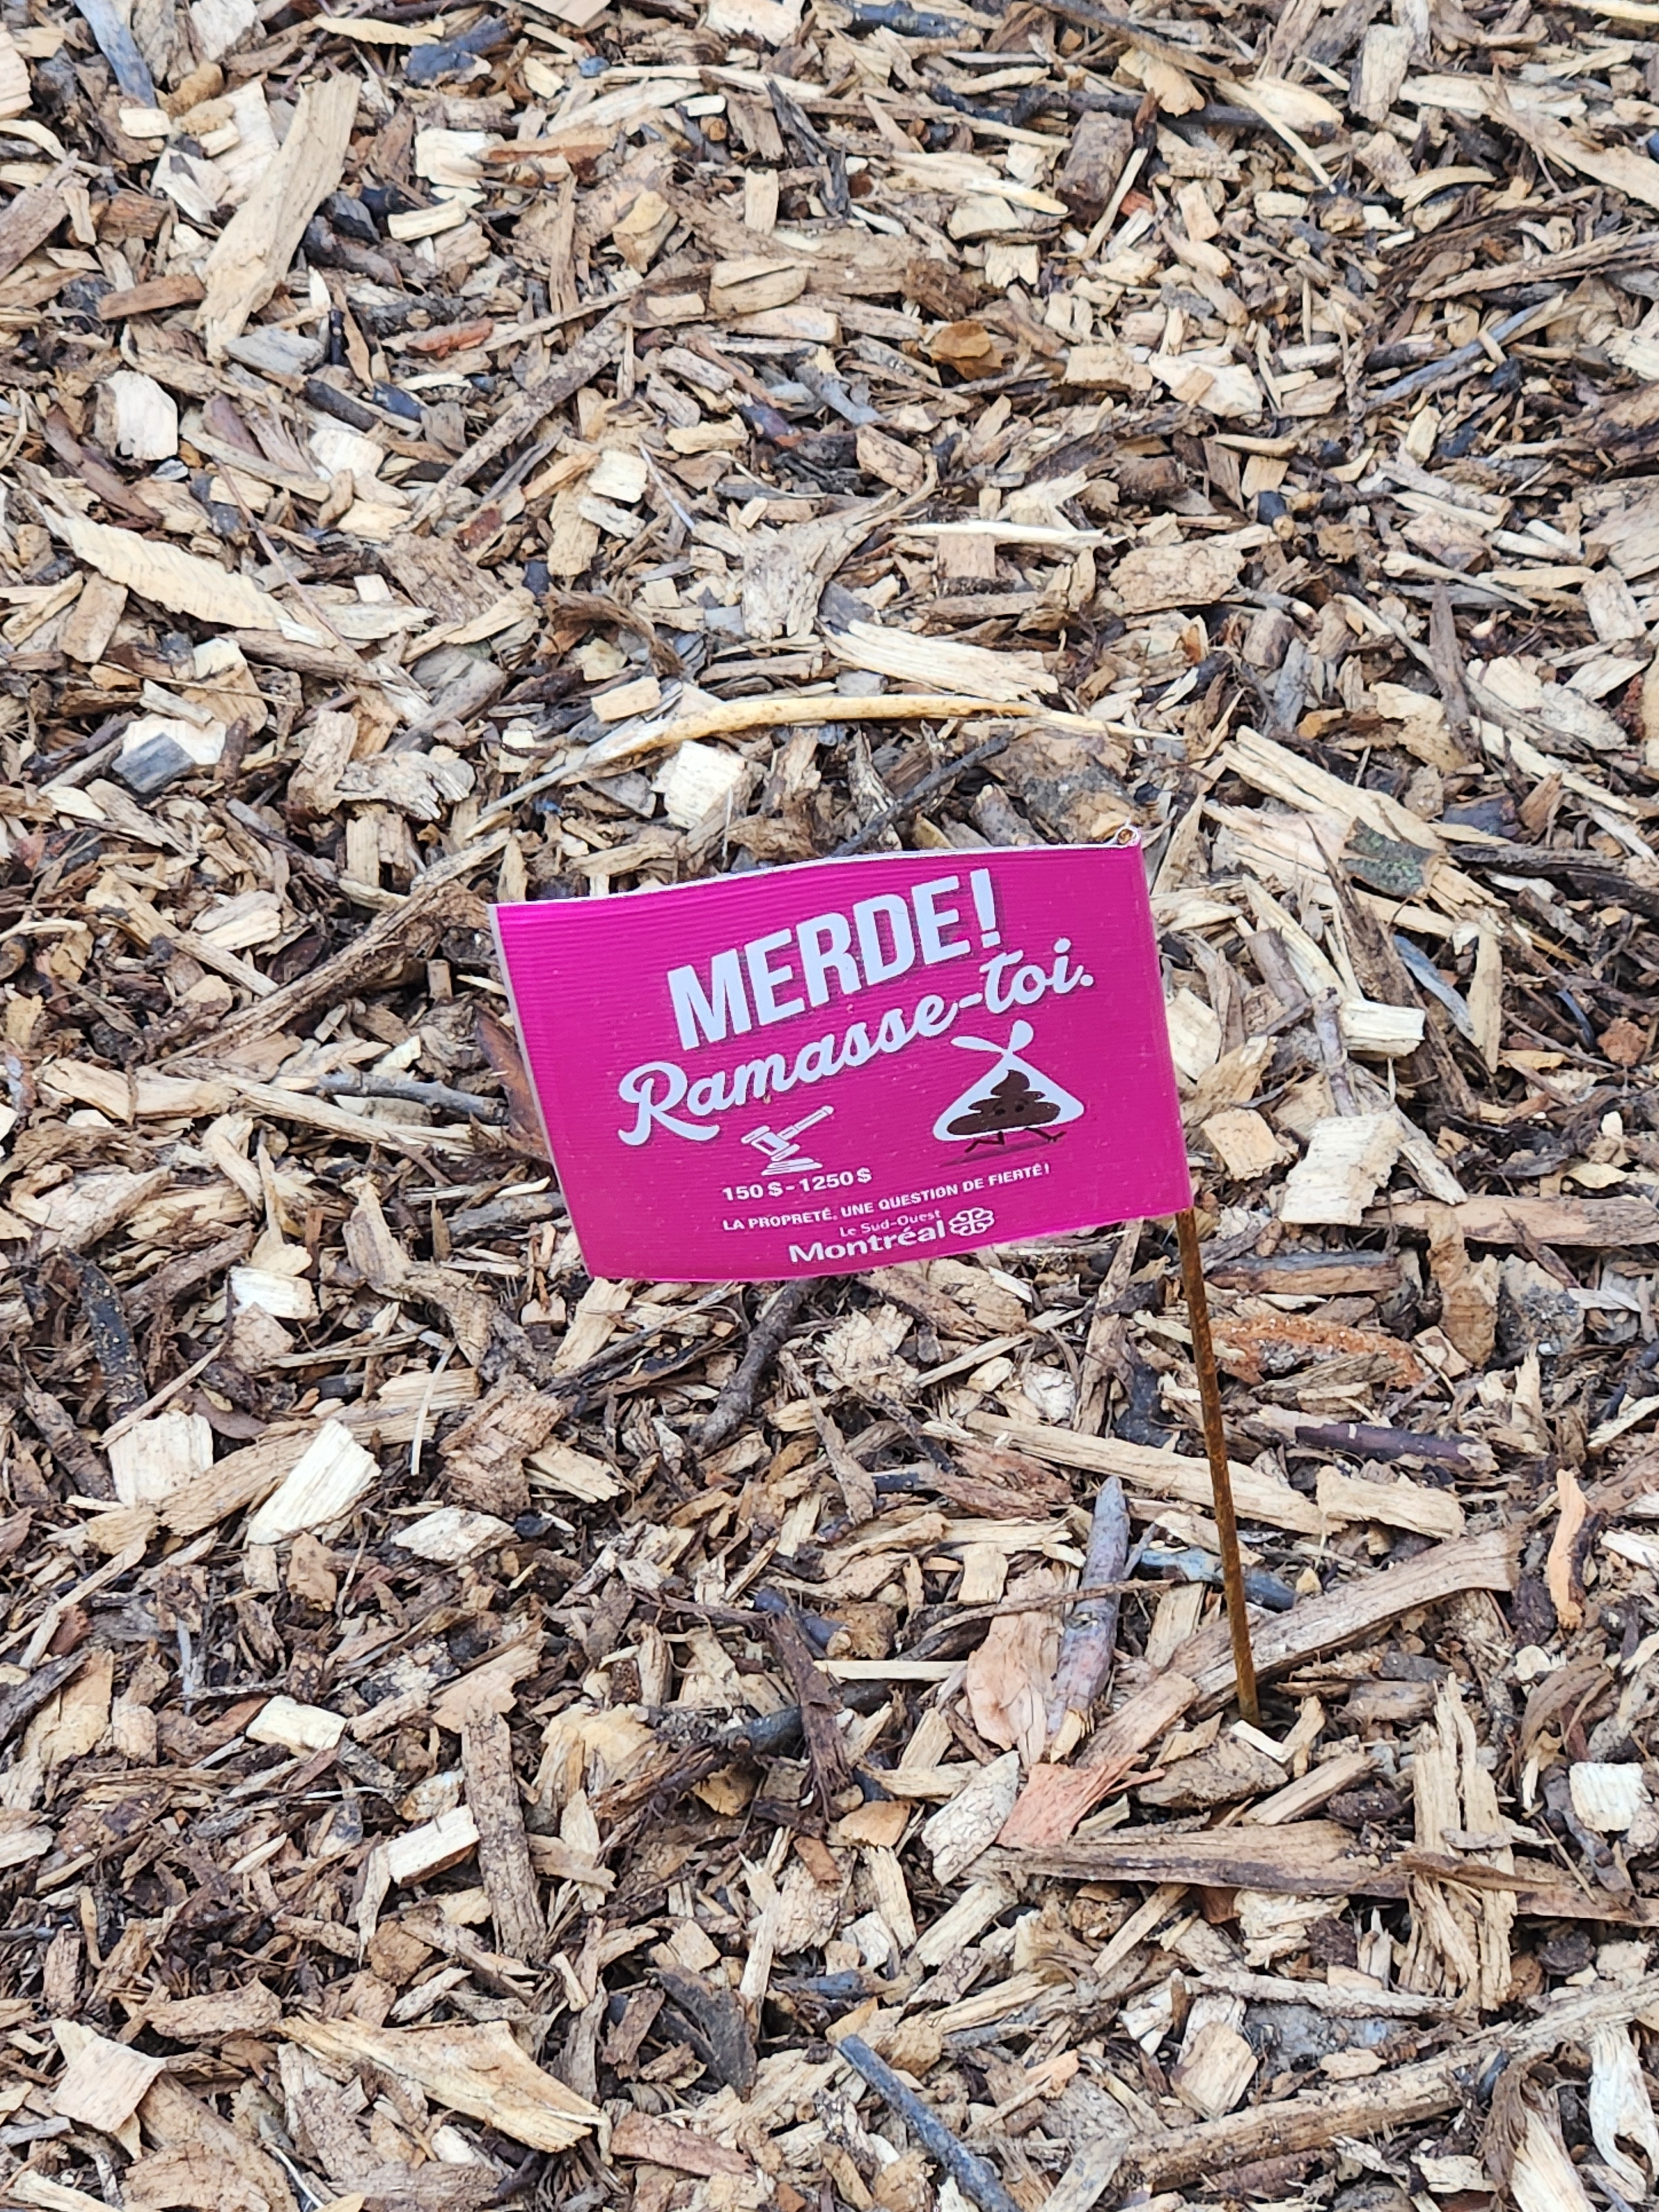 MERDE!
Ramasse-toi.
150 $ - 1250 $
LA PROPRETÉ, UNE QUESTION DE FIERTÉ !
Le Sud-Ouest
Montréal